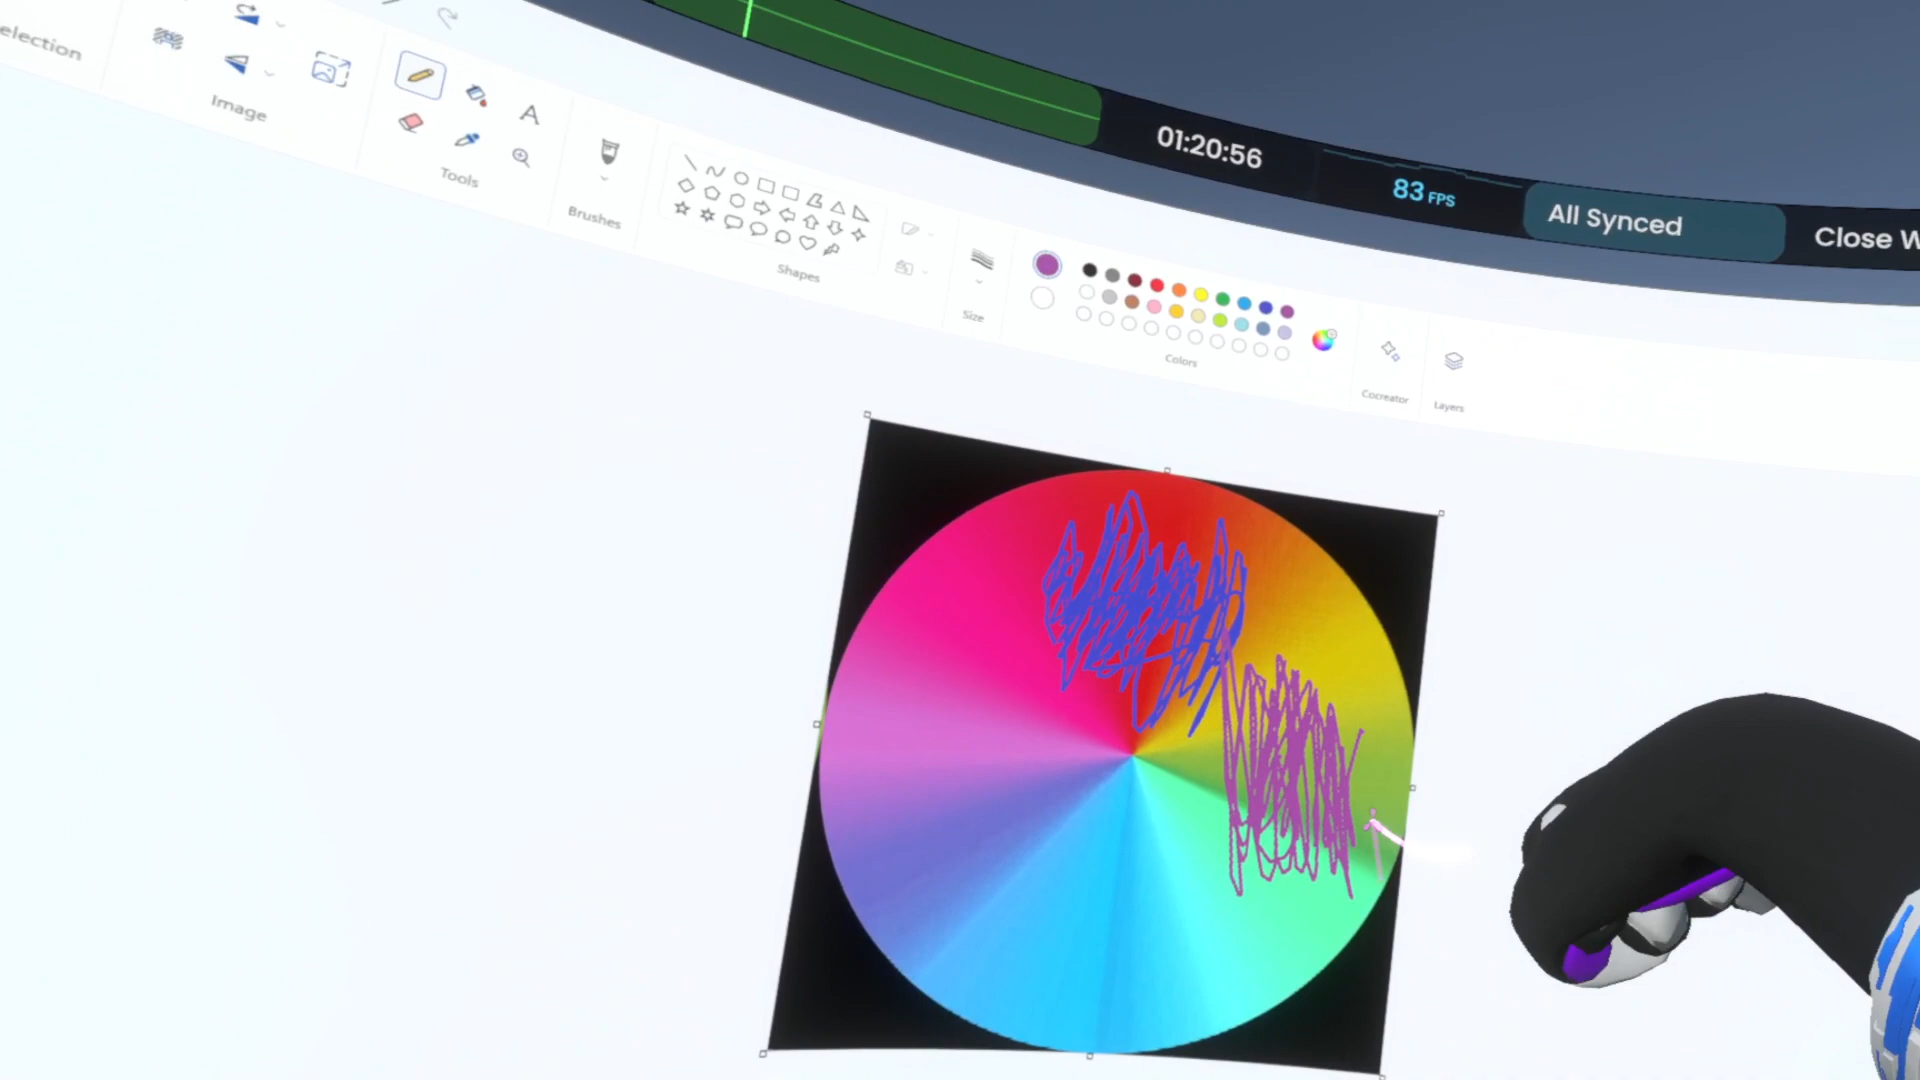 01:20:56
83 FPS
All Synced
Close W
election
Image
Tools
A
Brushes
Shapes
Size
Colors
Cocreator
Layers